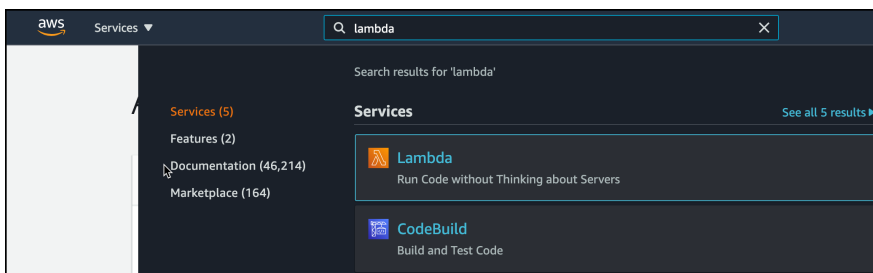 aws Services ▼ lambda
Search results for 'lambda'
Services (5)
Features (2)
Documentation (46,214)
Marketplace (164)
Services See all 5 results
Lambda
Run Code without Thinking about Servers
CodeBuild
Build and Test Code